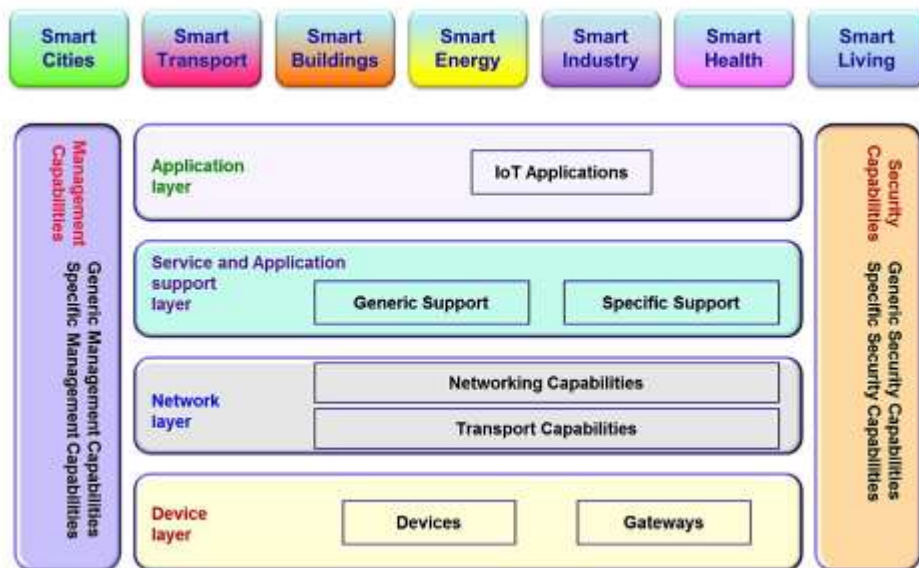 Smart
Cities
Smart
Transport
Smart
Buildings
Smart
Energy
Smart
Industry
Smart
Health
Smart
Living
Management
Capabilities
Generic Management Capabilities
Specific Management Capabilities
Application
layer
IoT Applications
Service and Application
support
layer
Generic Support
Specific Support
Network
layer
Networking Capabilities
Transport Capabilities
Device
layer
Devices
Gateways
Security
Capabilities
Generic Security Capabilities
Specific Security Capabilities